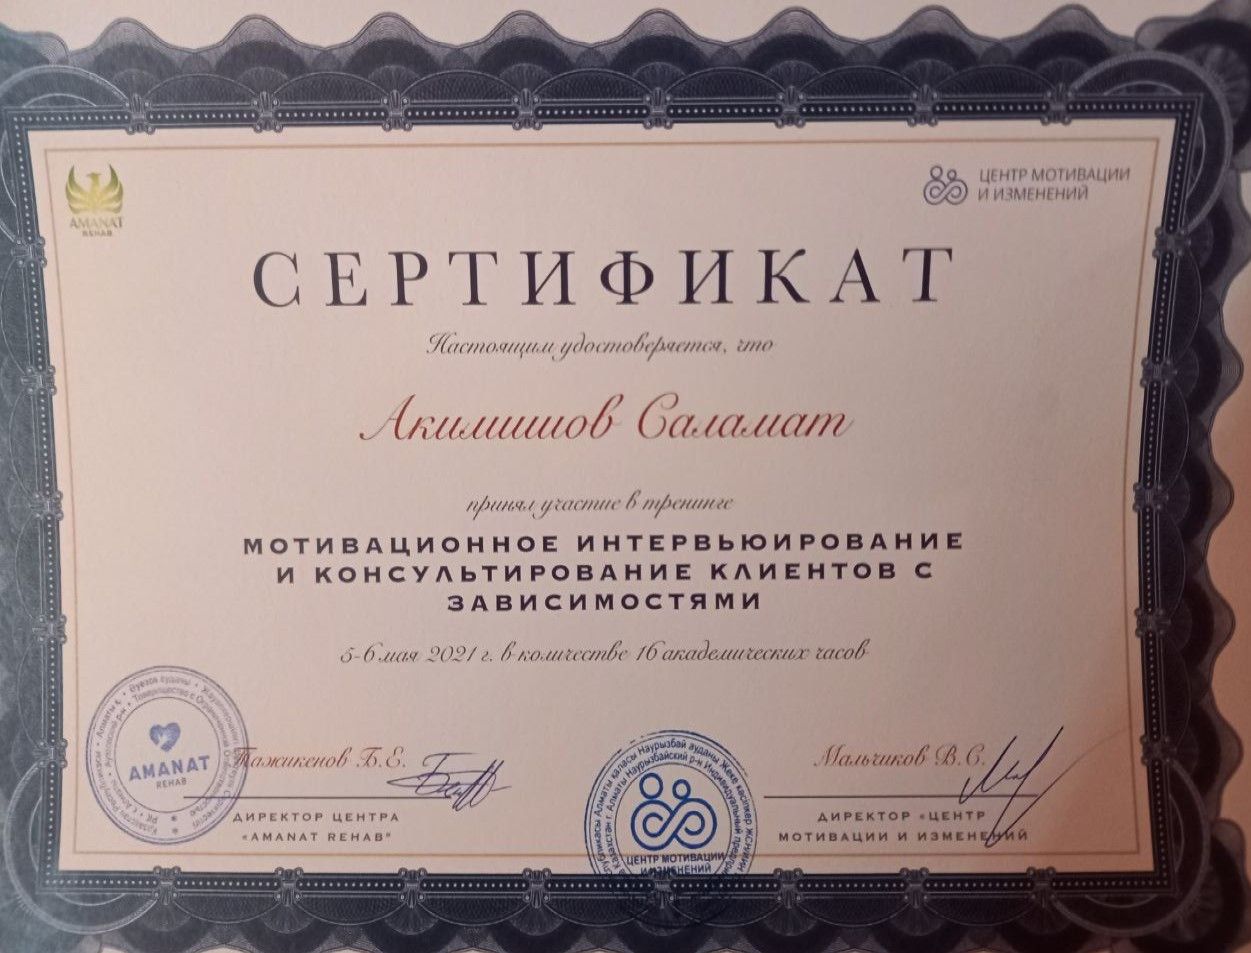 AMANAT
REHAB
ЦЕНТР МОТИВАЦИИ
И ИЗМЕНЕНИЙ
СЕРТИФИКАТ
Настоящим удостоверяется, что
Акимишов Саламат
принял участие в тренинге
МОТИВАЦИОННОЕ ИНТЕРВЬЮИРОВАНИЕ
И КОНСУЛЬТИРОВАНИЕ КЛИЕНТОВ С
ЗАВИСИМОСТЯМИ
5-6 мая 2021 г. в количестве 16 академических часов
Тажикенов Б.Е.
ДИРЕКТОР ЦЕНТРА
«AMANAT REHAB"
AMANAT
REHAB
ЦЕНТР МОТИВАЦИИ
И ИЗМЕНЕНИЙ
Мальчиков В.С.
ДИРЕКТОР «ЦЕНТР
МОТИВАЦИИ И ИЗМЕНЕНИЙ